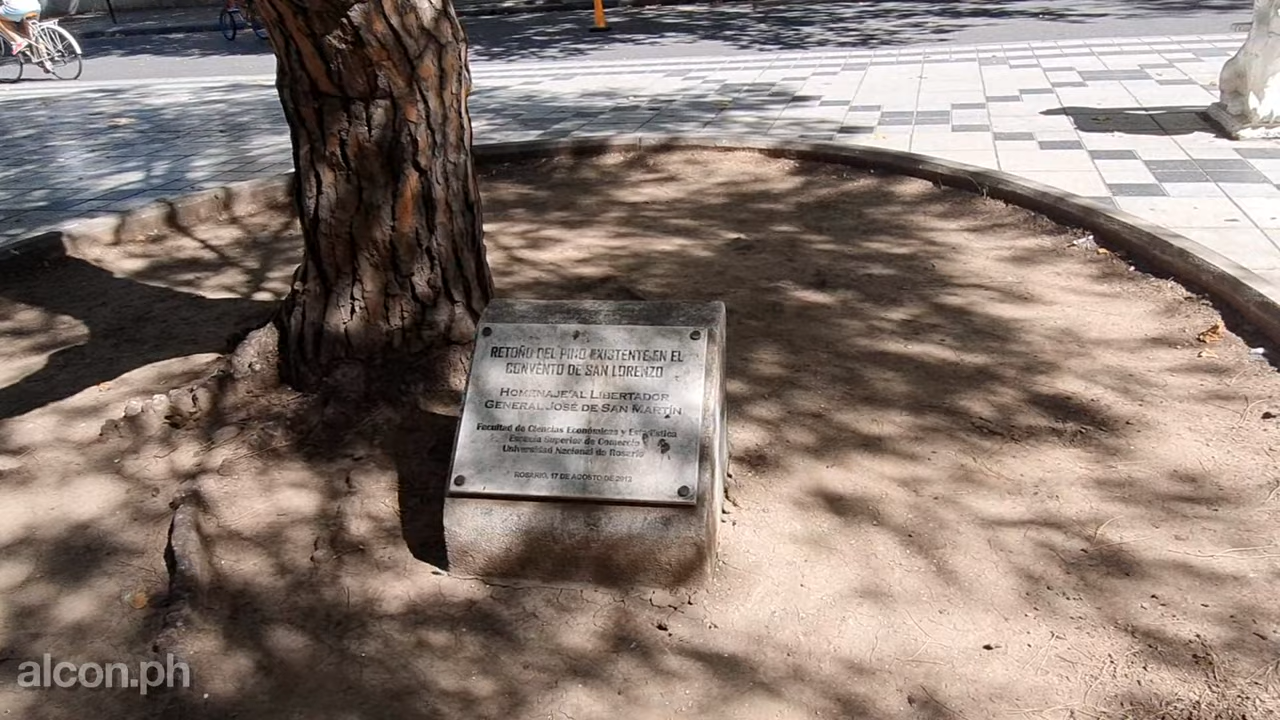 RETOÑO DEL PINO EXISTENTE EN EL
CONVENTO DE SAN LORENZO
HOMENAJE AL LIBERTADOR
GENERAL JOSÉ DE SAN MARTÍN
Facultad de Ciencias Económicas y Estadística
Escuela Superior de Comercio
Universidad Nacional de Rosario
ROSARIO, 17 DE AGOSTO DE 2012
alcon.ph